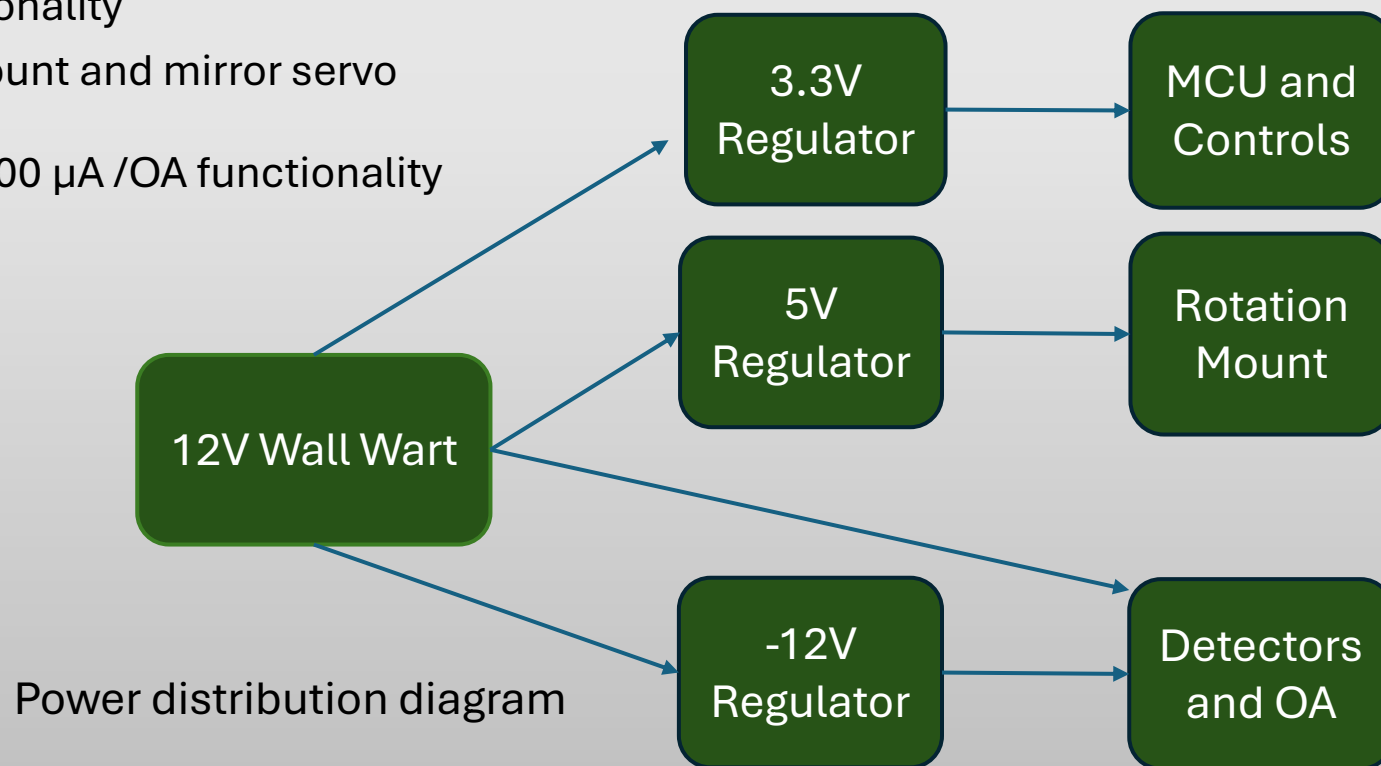 onality
ount and mirror servo
00 µA /OA functionality
3.3V
Regulator
MCU and
Controls
5V
Regulator
Rotation
Mount
12V Wall Wart
-12V
Regulator
Detectors
and OA
Power distribution diagram